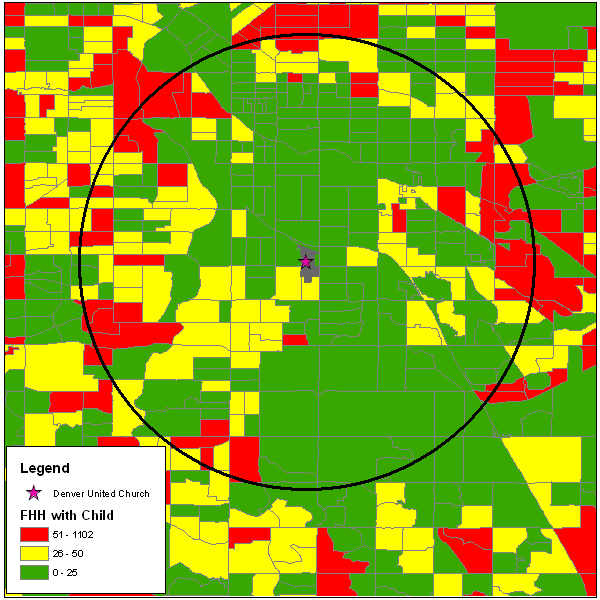 Legend
Denver United Church
FHH with Child
51 - 1102
26 - 50
0 - 25